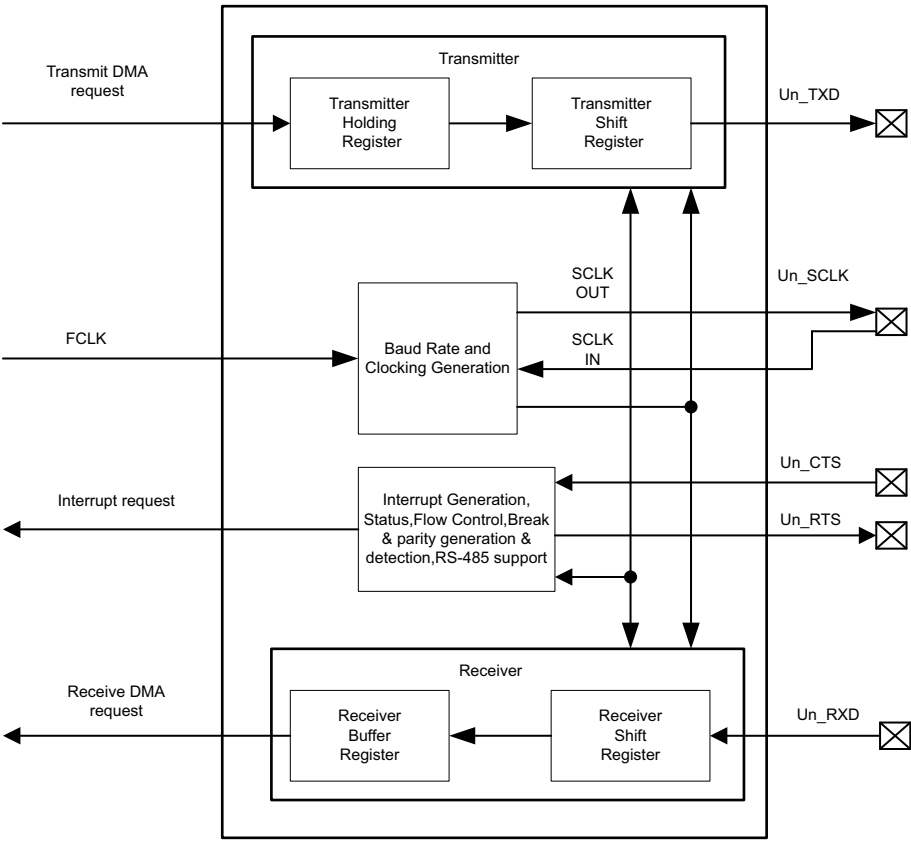 Transmitter
Transmit DMA
request
Transmitter
Holding
Register
Transmitter
Shift
Register
Un_TXD
SCLK
OUT
Un_SCLK
FCLK
Baud Rate and
Clocking Generation
SCLK
IN
Un_CTS
Interrupt request
Interrupt Generation,
Status,Flow Control,Break
& parity generation &
detection,RS-485 support
Un_RTS
Receiver
Receive DMA
request
Receiver
Buffer
Register
Receiver
Shift
Register
Un_RXD